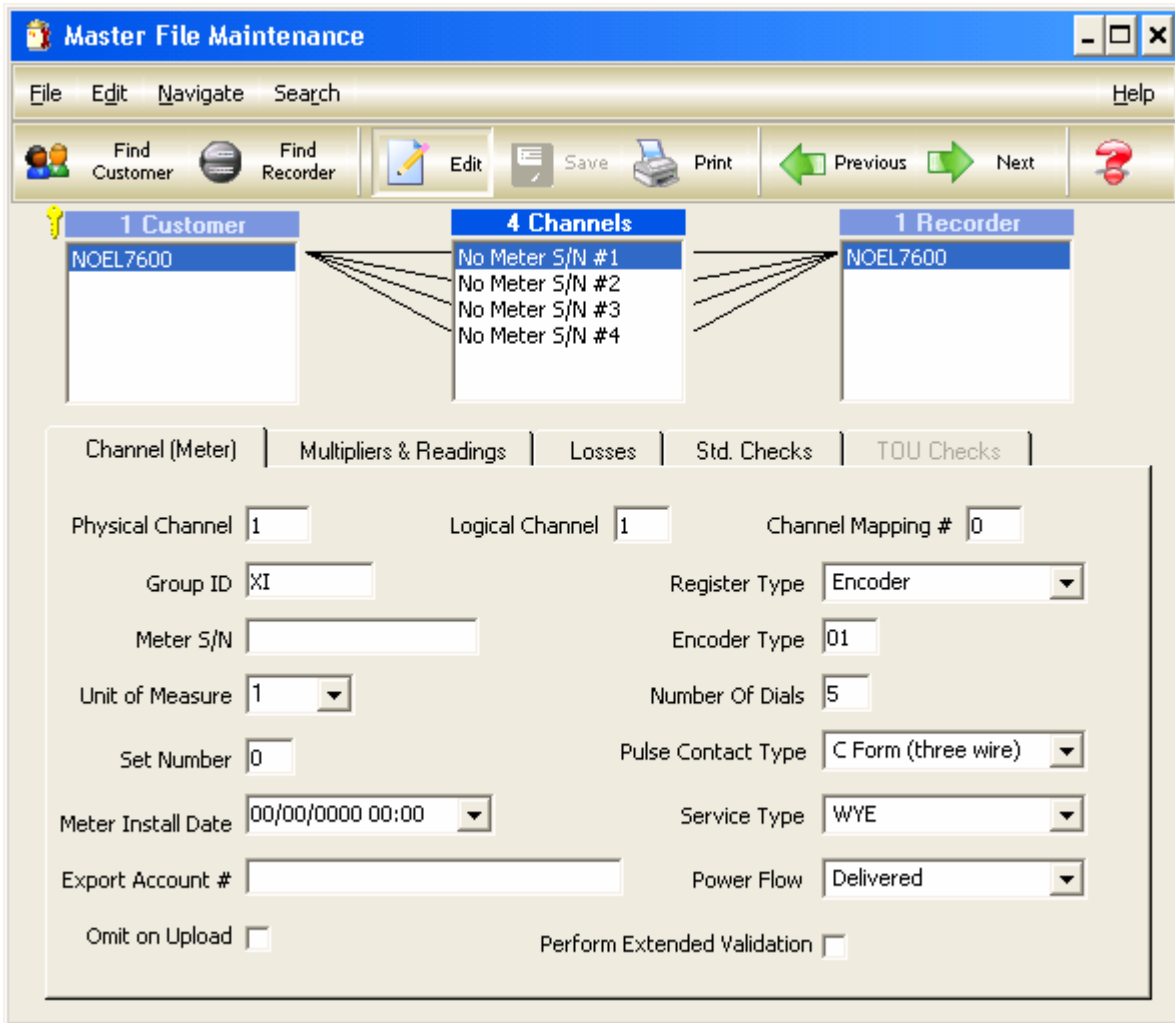 Master File Maintenance
File Edit Navigate Search Help
Find Customer Find Recorder Edit Save Print Previous Next
1 Customer 4 Channels 1 Recorder
NOEL7600 No Meter S/N #1 NOEL7600
No Meter S/N #2
No Meter S/N #3
No Meter S/N #4
Channel (Meter) Multipliers & Readings Losses Std. Checks TOU Checks
Physical Channel 1 Logical Channel 1 Channel Mapping # 0
Group ID XI Register Type Encoder
Meter S/N Encoder Type 01
Unit of Measure 1 Number Of Dials 5
Set Number 0 Pulse Contact Type C Form (three wire)
Meter Install Date 00/00/0000 00:00 Service Type WYE
Export Account # Power Flow Delivered
Omit on Upload Perform Extended Validation